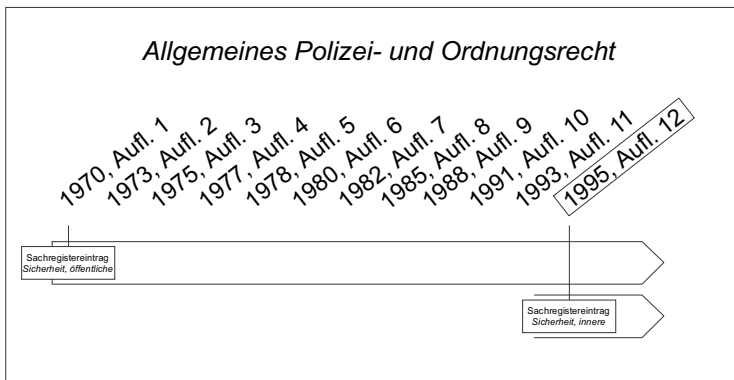 Allgemeines Polizei- und Ordnungsrecht
1970, Aufl. 1
1973, Aufl. 2
1975, Aufl. 3
1977, Aufl. 4
1978, Aufl. 5
1980, Aufl. 6
1982, Aufl. 7
1985, Aufl. 8
1988, Aufl. 9
1991, Aufl. 10
1993, Aufl. 11
1995, Aufl. 12
Sachregistereintrag
Sicherheit, öffentliche
Sachregistereintrag
Sicherheit, innere